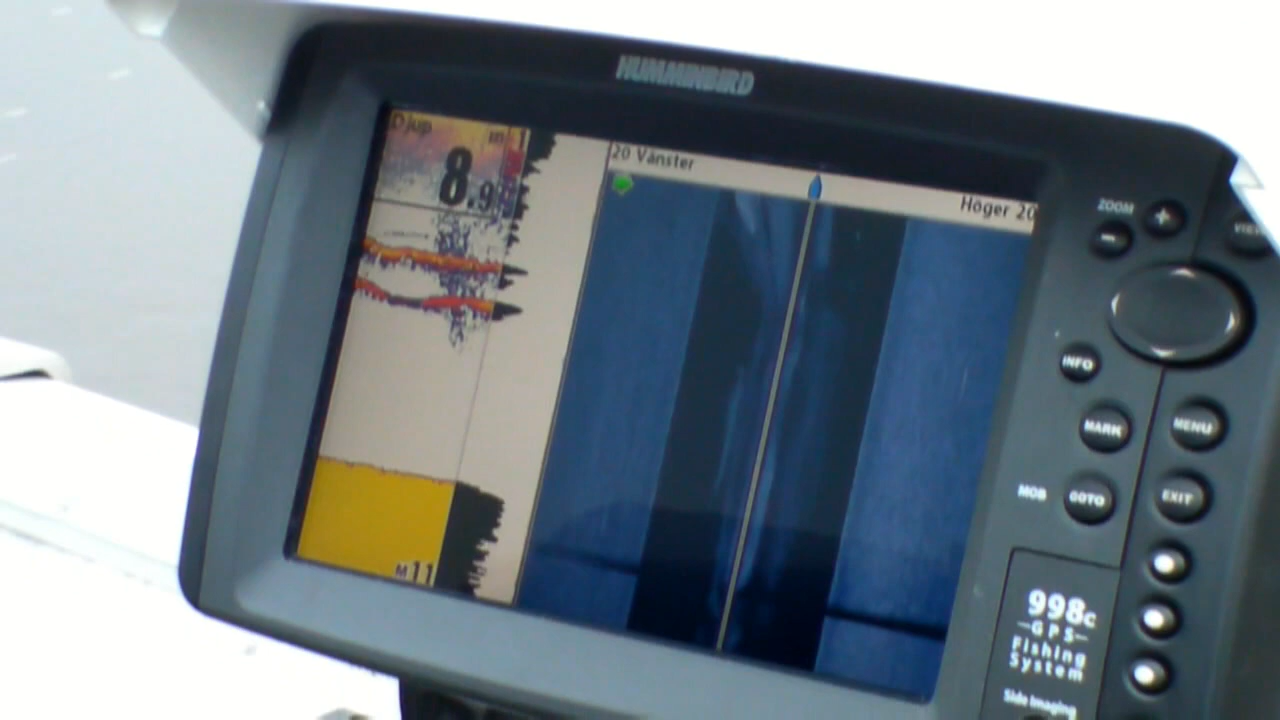 HUMMINBIRD
Djup m
8.9
1
20 Vänster
Höger 20
M11
ZOOM
+
-
INFO
MARK
MENU
MOB
GOTO
EXIT
998c
GPS
Fishing
System
Side Imaging